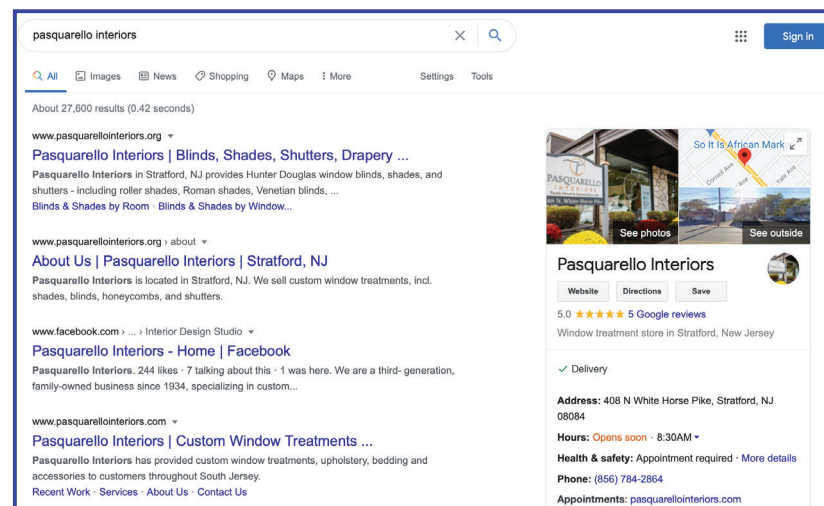 pasquarello interiors
Sign in
All Images News Shopping Maps More Settings Tools
About 27,600 results (0.42 seconds)
www.pasquarellointeriors.org
Pasquarello Interiors | Blinds, Shades, Shutters, Drapery ...
Pasquarello Interiors in Stratford, NJ provides Hunter Douglas window blinds, shades, and
shutters - including roller shades, Roman shades, Venetian blinds, ...
Blinds & Shades by Room · Blinds & Shades by Window...
www.pasquarellointeriors.org › about
About Us | Pasquarello Interiors | Stratford, NJ
Pasquarello Interiors is located in Stratford, NJ. We sell custom window treatments, incl.
shades, blinds, honeycombs, and shutters.
www.facebook.com › ... › Interior Design Studio
Pasquarello Interiors - Home | Facebook
Pasquarello Interiors. 244 likes · 7 talking about this · 1 was here. We are a third- generation,
family-owned business since 1934, specializing in custom...
www.pasquarellointeriors.com
Pasquarello Interiors | Custom Window Treatments ...
Pasquarello Interiors has provided custom window treatments, upholstery, bedding and
accessories to customers throughout South Jersey.
Recent Work · Services · About Us · Contact Us
PASQUARELLO
INTERIORS
408 N. White Horse Pike
See photos
So It Is African Mark
Cornell Ave
Yale Ave
See outside
Pasquarello Interiors
Website Directions Save
5.0 ★★★★★ 5 Google reviews
Window treatment store in Stratford, New Jersey
✓ Delivery
Address: 408 N White Horse Pike, Stratford, NJ
08084
Hours: Opens soon · 8:30AM
Health & safety: Appointment required · More details
Phone: (856) 784-2864
Appointments: pasquarellointeriors.com